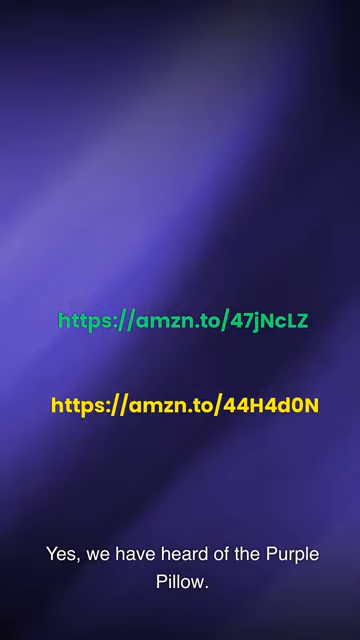 https://amzn.to/47jNcLZ
https://amzn.to/44H4d0N
Yes, we have heard of the Purple
Pillow.